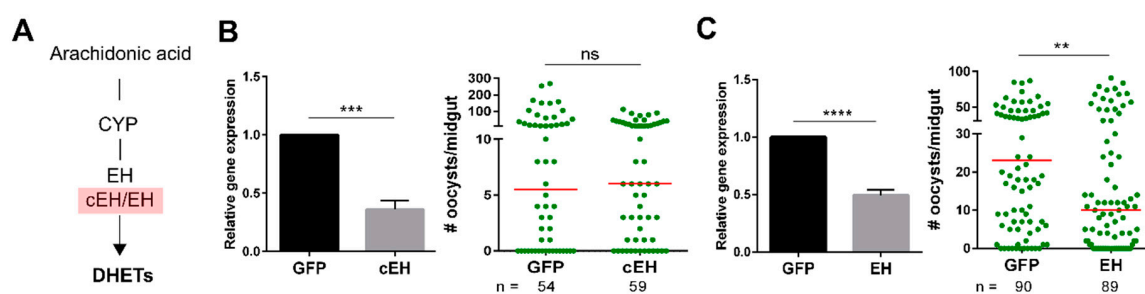 A
Arachidonic acid
CYP
EH
cEH/EH
DHETs
B
Relative gene expression
1.5
1.0
0.5
0.0
***
GFP
cEH
# oocysts/midgut
300
200
100
50
10
5
0
ns
GFP
cEH
n =
54
59
C
Relative gene expression
1.5
1.0
0.5
0.0
****
GFP
EH
# oocysts/midgut
100
50
30
20
10
0
**
GFP
EH
n =
90
89